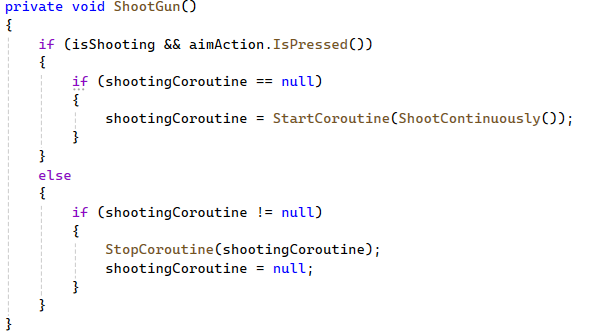 private void ShootGun()
{
    if (isShooting && aimAction.IsPressed())
    {
        if (shootingCoroutine == null)
        {
            shootingCoroutine = StartCoroutine(ShootContinuously());
        }
    }
    else
    {
        if (shootingCoroutine != null)
        {
            StopCoroutine(shootingCoroutine);
            shootingCoroutine = null;
        }
    }
}